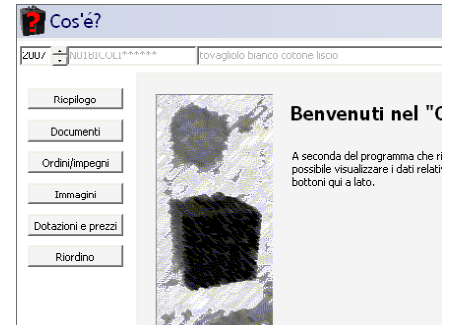 Cos'é?
2007 N01BICOLI****** tovagliolo bianco cotone liscio
Riepilogo
Documenti
Ordini/impegni
Immagini
Dotazioni e prezzi
Riordino
Benvenuti nel "C
A seconda del programma che ri
possibile visualizzare i dati relativ
bottoni qui a lato.